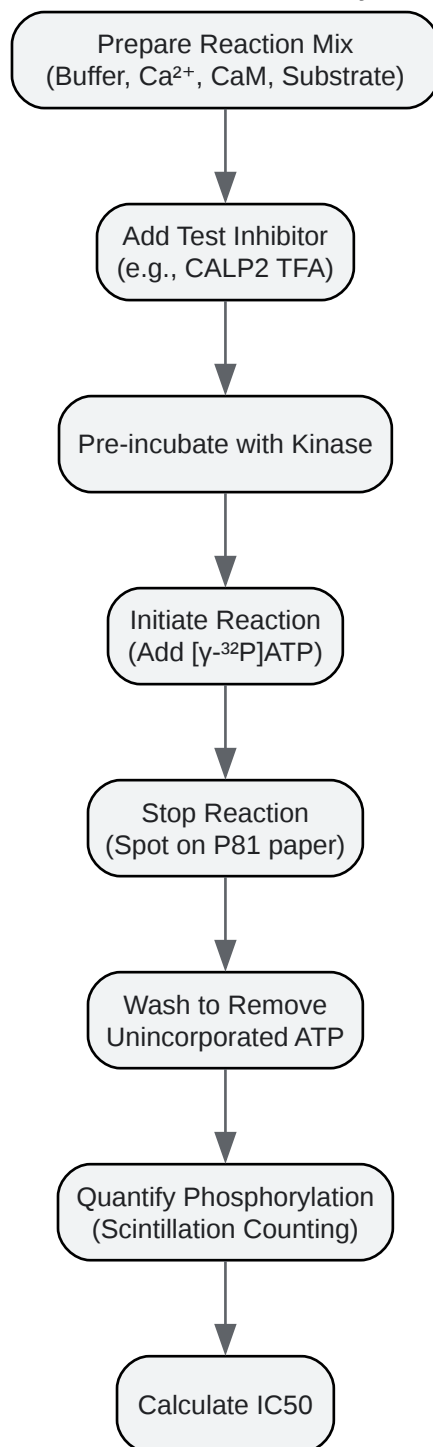 Prepare Reaction Mix
(Buffer, Ca²⁺, CaM, Substrate)
Add Test Inhibitor
(e.g., CALP2 TFA)
Pre-incubate with Kinase
Initiate Reaction
(Add [γ-³²P]ATP)
Stop Reaction
(Spot on P81 paper)
Wash to Remove
Unincorporated ATP
Quantify Phosphorylation
(Scintillation Counting)
Calculate IC50